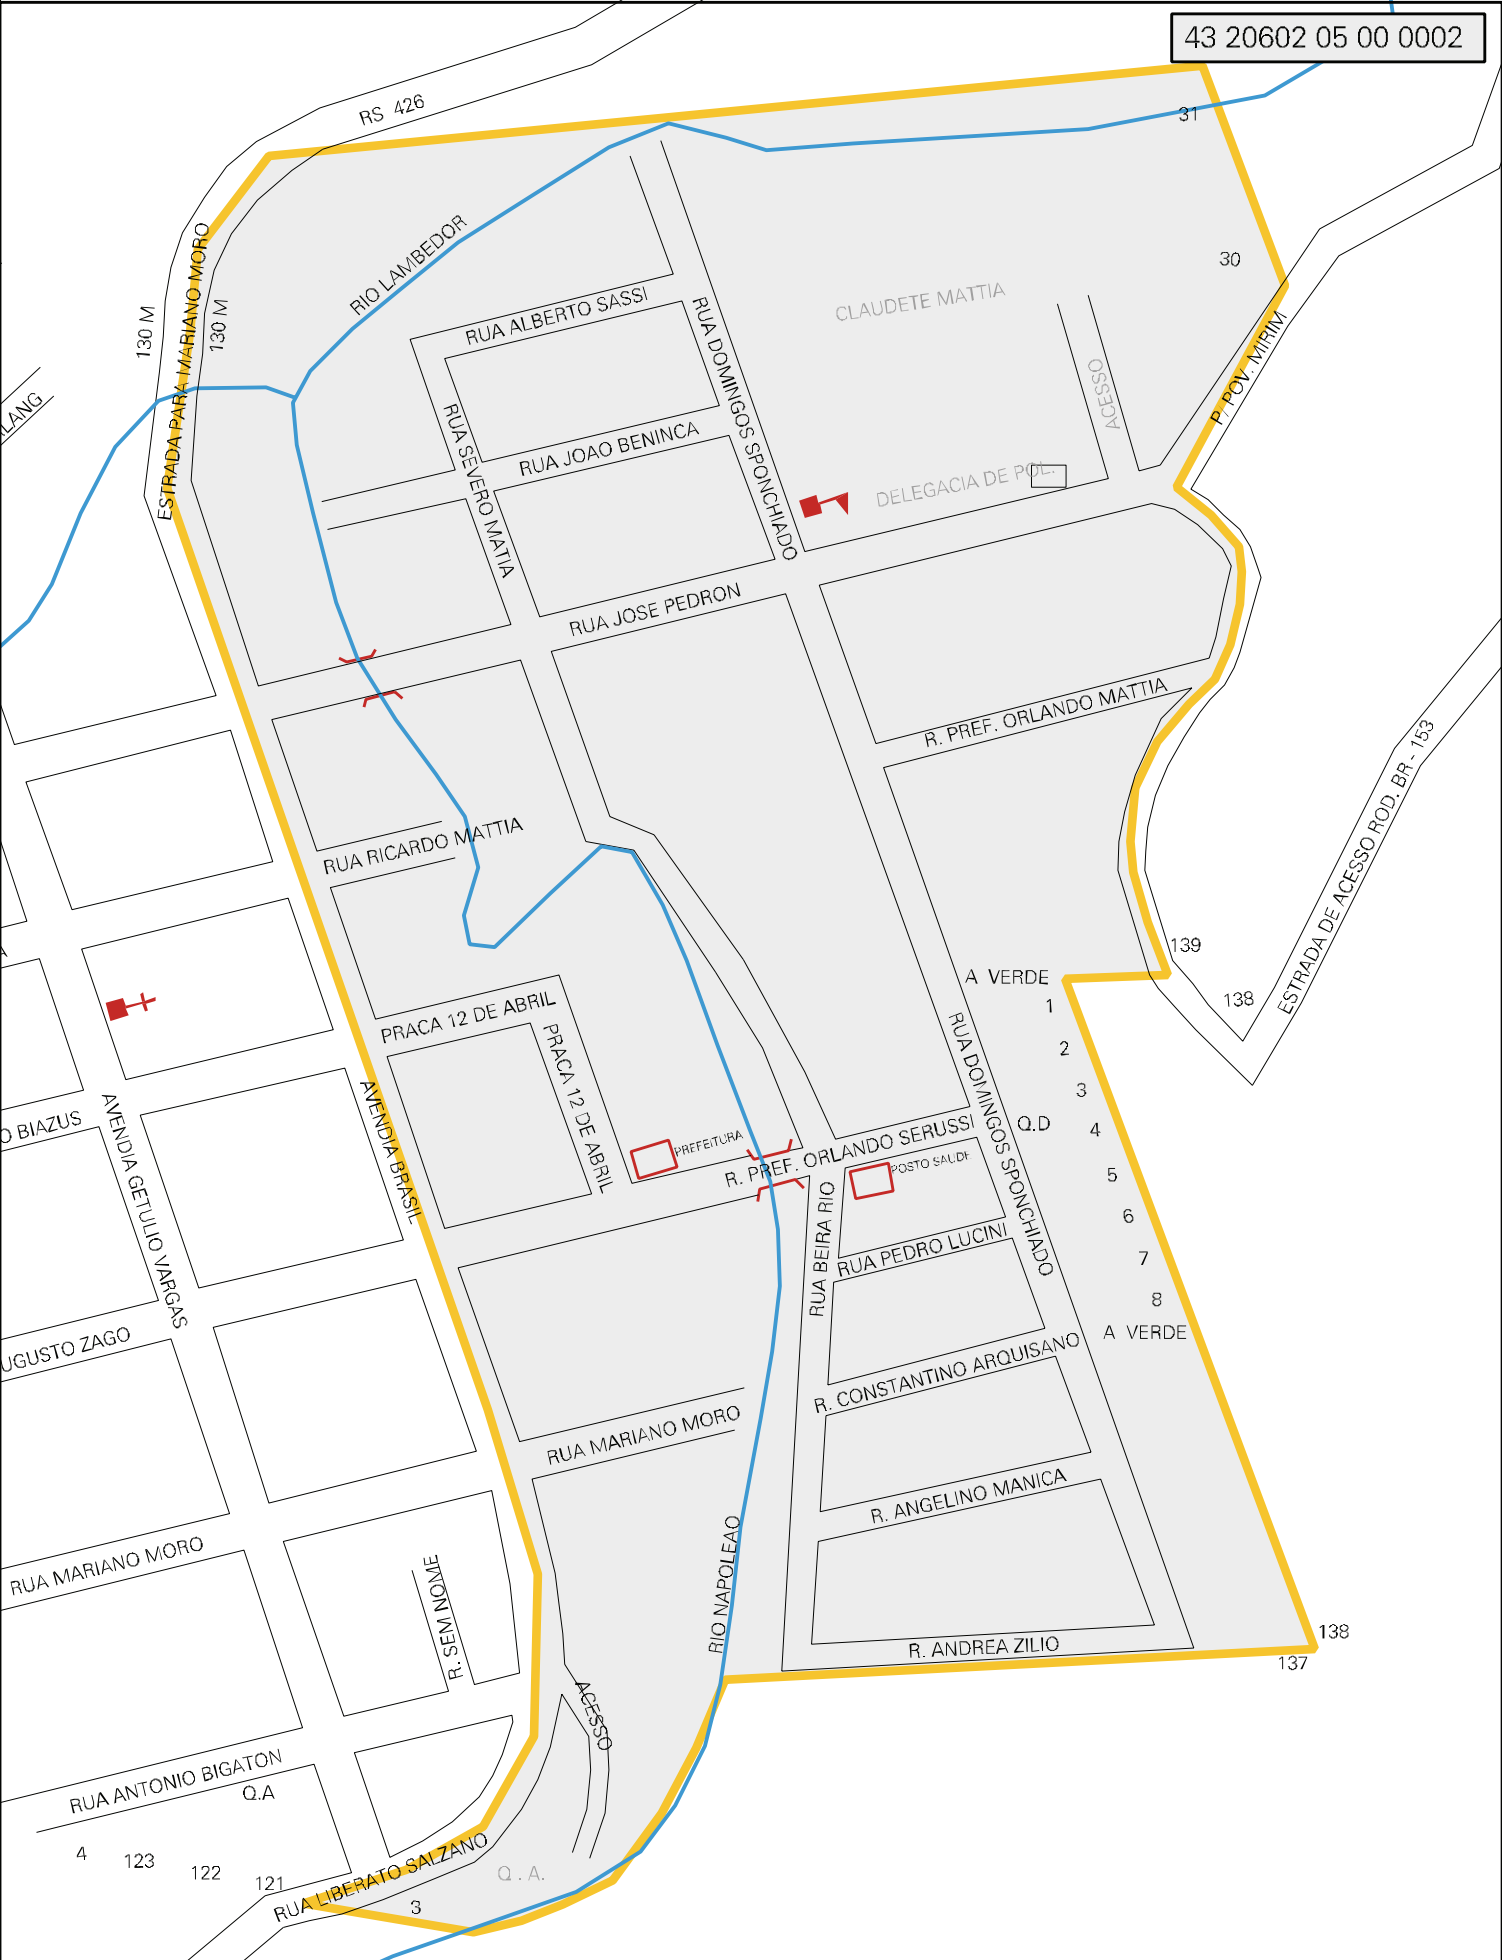 43 20602 05 00 0002
RS 426
31
30
ESTRADA PARA MARIANO MORO
130 M
130 M
RIO LAMBEDOR
RUA ALBERTO SASSI
CLAUDETE MATTIA
RUA DOMINGOS SPONCHIADO
ACESSO
P/ POV. MIRIM
LANG
RUA SEVERO MATIA
RUA JOAO BENINCA
DELEGACIA DE POL.
RUA JOSE PEDRON
R. PREF. ORLANDO MATTIA
ESTRADA DE ACESSO ROD. BR - 153
RUA RICARDO MATTIA
A
139
138
A VERDE
1
2
3
4
5
6
7
8
A VERDE
Q.D
RUA DOMINGOS SPONCHIADO
PRACA 12 DE ABRIL
PRACA 12 DE ABRIL
AVENDIA BRASIL
AVENDIA GETULIO VARGAS
O BIAZUS
PREFEITURA
R. PREF. ORLANDO SERUSSI
POSTO SAUDE
RUA BEIRA RIO
RUA PEDRO LUCINI
UGUSTO ZAGO
R. CONSTANTINO ARQUISANO
RUA MARIANO MORO
R. ANGELINO MANICA
RIO NAPOLEAO
RUA MARIANO MORO
R. SEM NOME
R. ANDREA ZILIO
138
137
ACESSO
RUA ANTONIO BIGATON
Q.A
4
123
122
121
RUA LIBERATO SALZANO
Q . A.
3